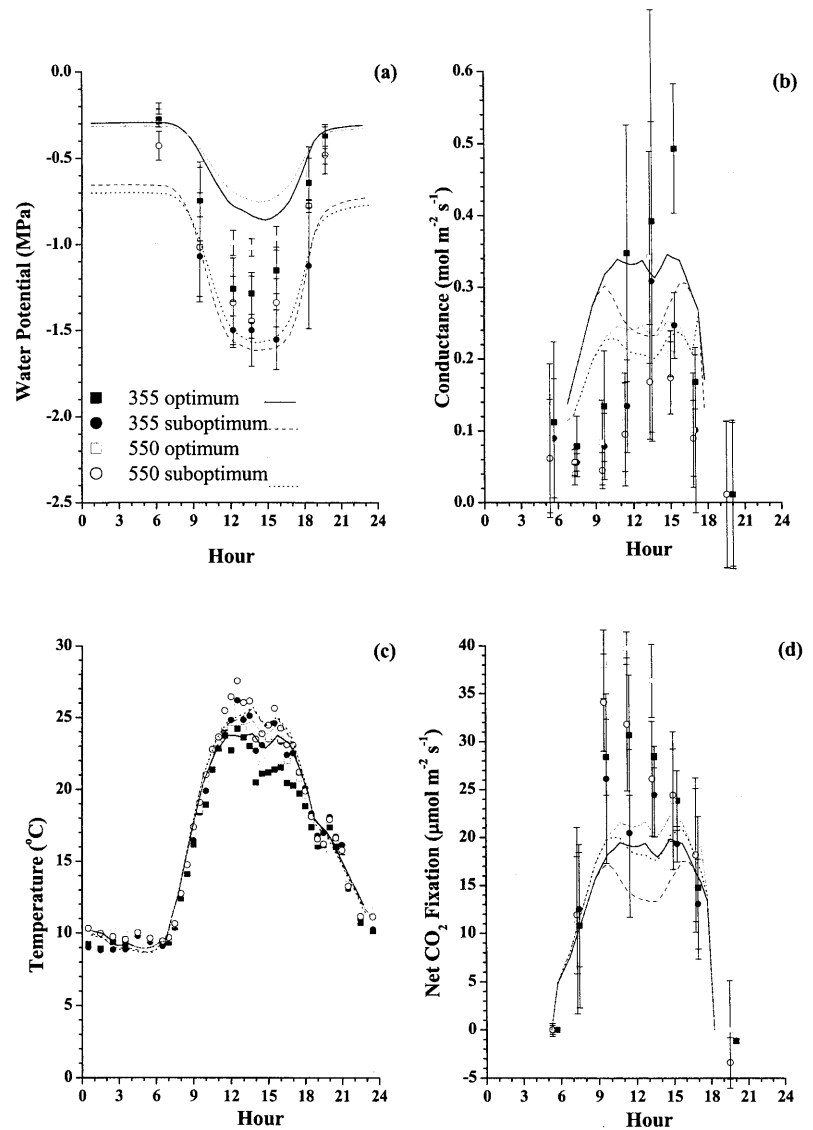 (a)
0.0
-0.5
-1.0
-1.5
-2.0
-2.5
Water Potential (MPa)
355 optimum
355 suboptimum
550 optimum
550 suboptimum
0 3 6 9 12 15 18 21 24
Hour
(b)
0.6
0.5
0.4
0.3
0.2
0.1
0.0
Conductance (mol m⁻² s⁻¹)
0 3 6 9 12 15 18 21 24
Hour
(c)
30
25
20
15
10
5
0
Temperature (°C)
0 3 6 9 12 15 18 21 24
Hour
(d)
40
35
30
25
20
15
10
5
0
-5
Net CO₂ Fixation (μmol m⁻² s⁻¹)
0 3 6 9 12 15 18 21 24
Hour